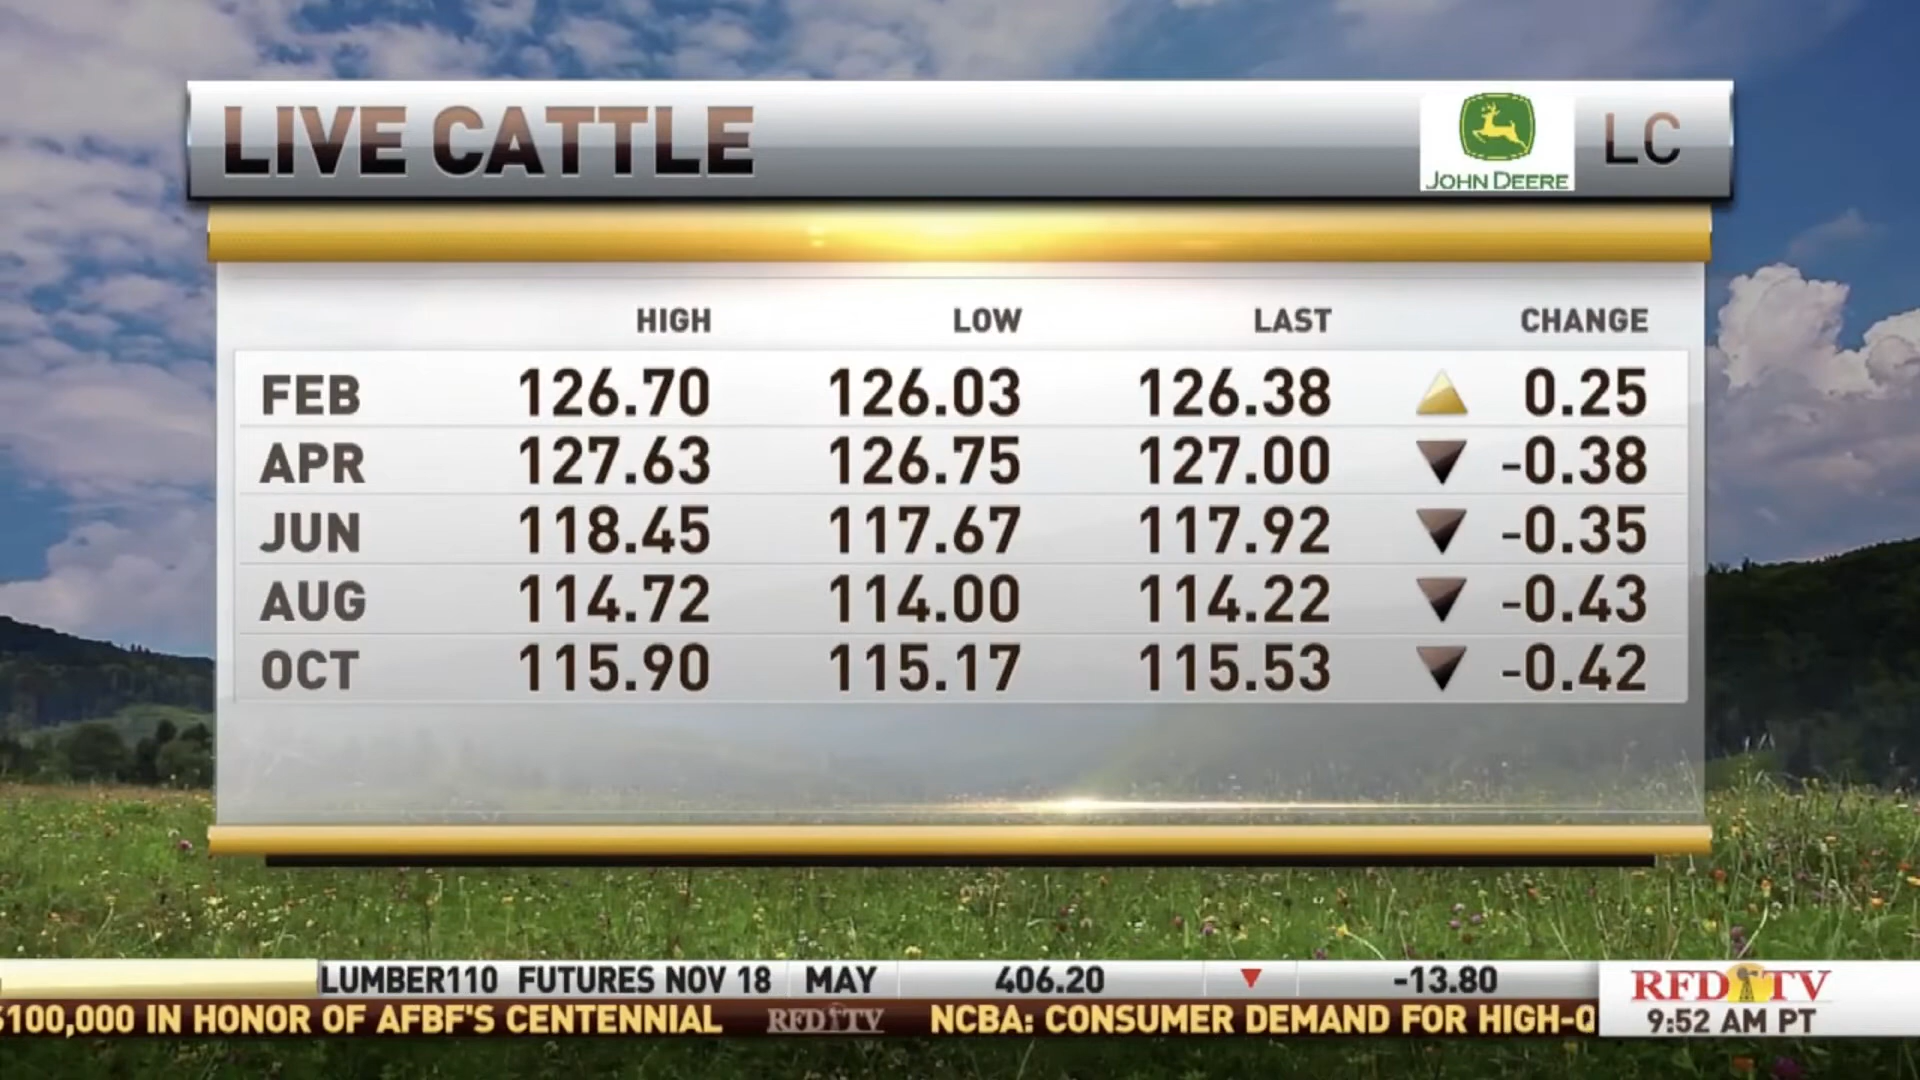 LIVE CATTLE
JOHN DEERE
LC
HIGH LOW LAST CHANGE
FEB 126.70 126.03 126.38 0.25
APR 127.63 126.75 127.00 -0.38
JUN 118.45 117.67 117.92 -0.35
AUG 114.72 114.00 114.22 -0.43
OCT 115.90 115.17 115.53 -0.42
LUMBER110 FUTURES NOV 18 MAY 406.20 -13.80
$100,000 IN HONOR OF AFBF'S CENTENNIAL RFD TV NCBA: CONSUMER DEMAND FOR HIGH-Q
RFD TV
9:52 AM PT